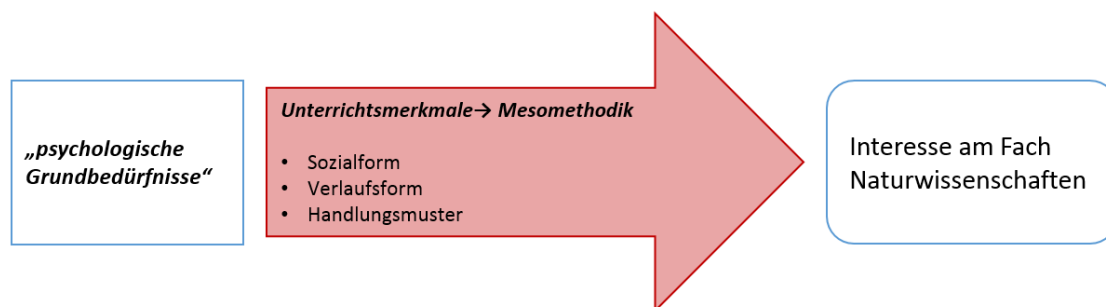 „psychologische
Grundbedürfnisse“
Unterrichtsmerkmale→ Mesomethodik
• Sozialform
• Verlaufsform
• Handlungsmuster
Interesse am Fach
Naturwissenschaften